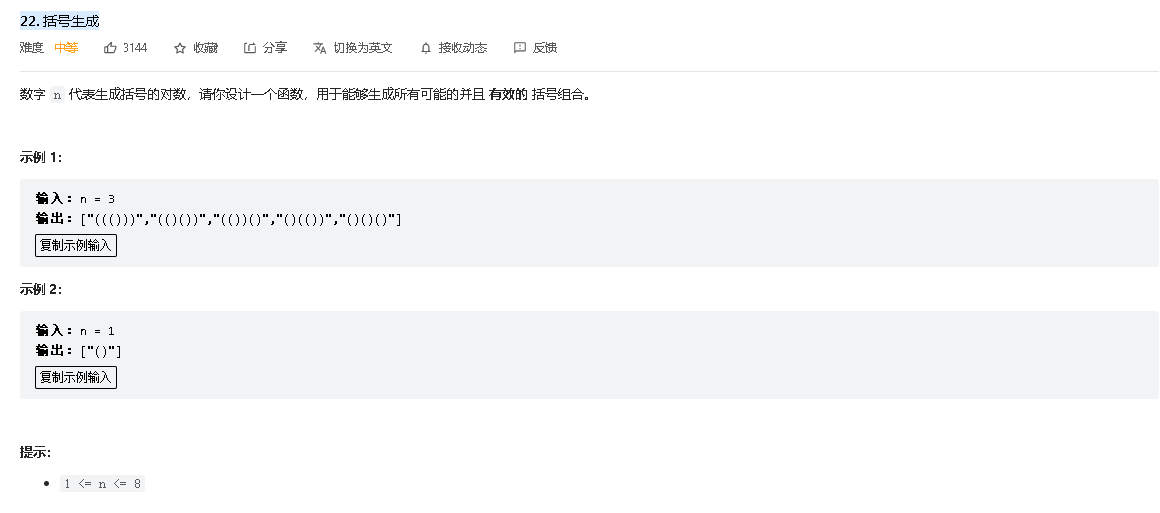 22. 括号生成
难度 中等 3144 收藏 分享 切换为英文 接收动态 反馈
数字 n 代表生成括号的对数，请你设计一个函数，用于能够生成所有可能的并且 有效的 括号组合。
示例 1：
输入：n = 3
输出：["((()))","(()())","(())()","()(())","()()()"]
复制示例输入
示例 2：
输入：n = 1
输出：["()"]
复制示例输入
提示：
1 <= n <= 8